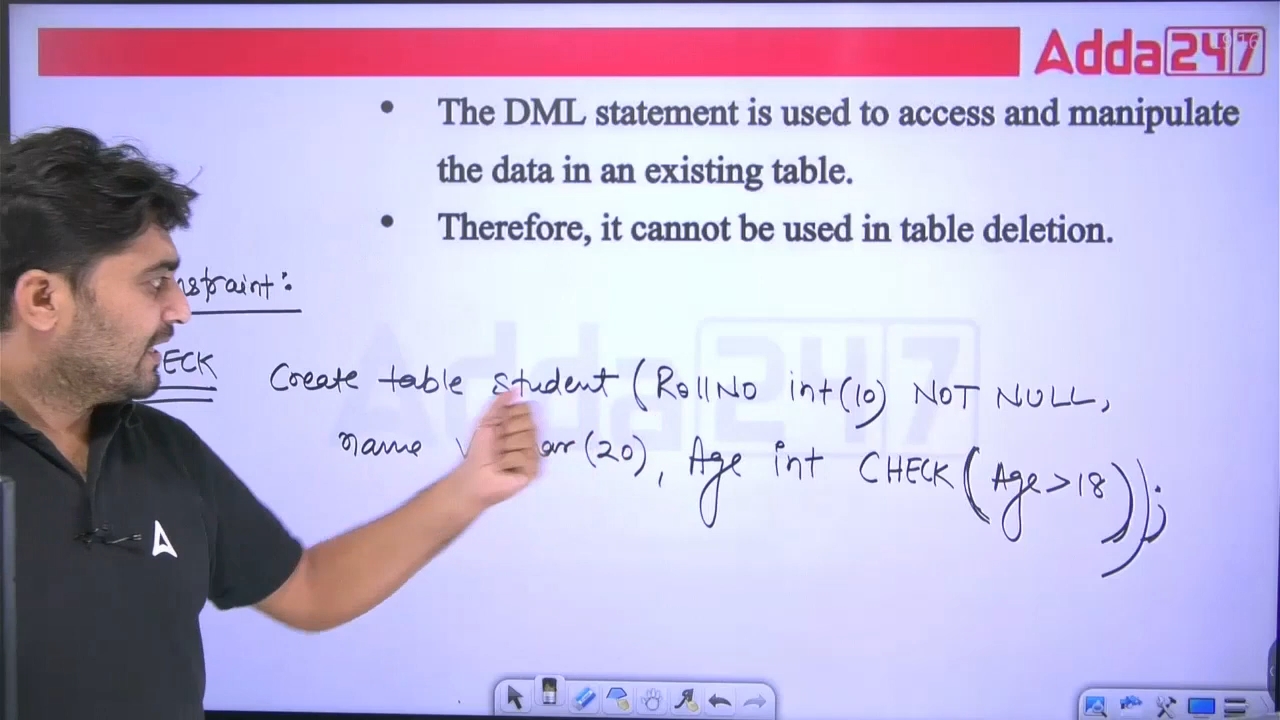 Adda247
• The DML statement is used to access and manipulate
the data in an existing table.
• Therefore, it cannot be used in table deletion.
nstraint:
ECK
Create table student (RollNO int(10) NOT NULL,
name ar(20), Age int CHECK (Age>18));
Adda247